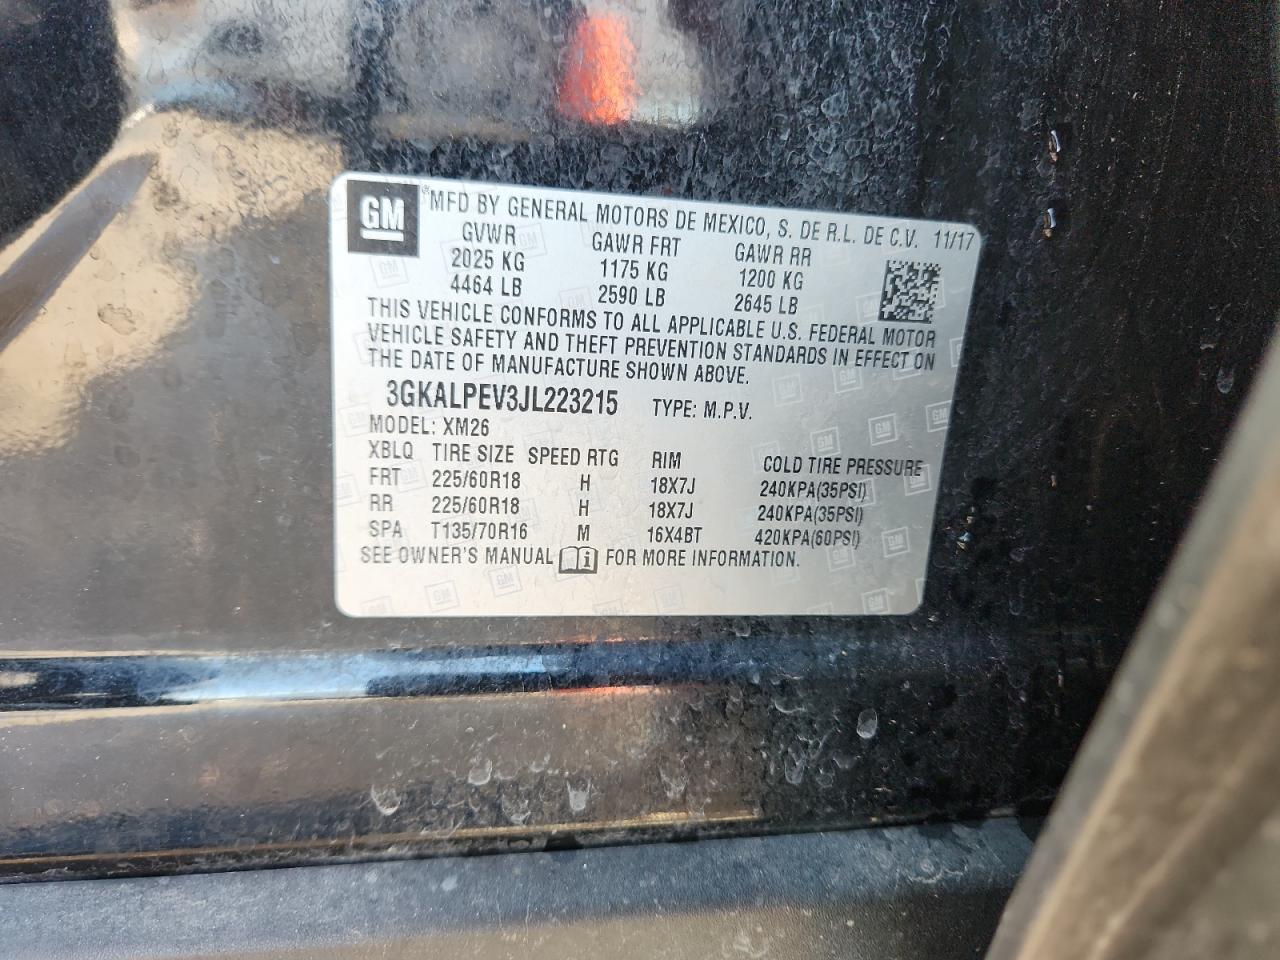 GM ® MFD BY GENERAL MOTORS DE MEXICO, S. DE R.L. DE C.V. 11/17
GVWR GAWR FRT GAWR RR
2025 KG 1175 KG 1200 KG
4464 LB 2590 LB 2645 LB
THIS VEHICLE CONFORMS TO ALL APPLICABLE U.S. FEDERAL MOTOR
VEHICLE SAFETY AND THEFT PREVENTION STANDARDS IN EFFECT ON
THE DATE OF MANUFACTURE SHOWN ABOVE.
3GKALPEV3JL223215 TYPE: M.P.V.
MODEL: XM26
XBLQ TIRE SIZE SPEED RTG RIM COLD TIRE PRESSURE
FRT 225/60R18 H 18X7J 240KPA(35PSI)
RR 225/60R18 H 18X7J 240KPA(35PSI)
SPA T135/70R16 M 16X4BT 420KPA(60PSI)
SEE OWNER'S MANUAL i FOR MORE INFORMATION.